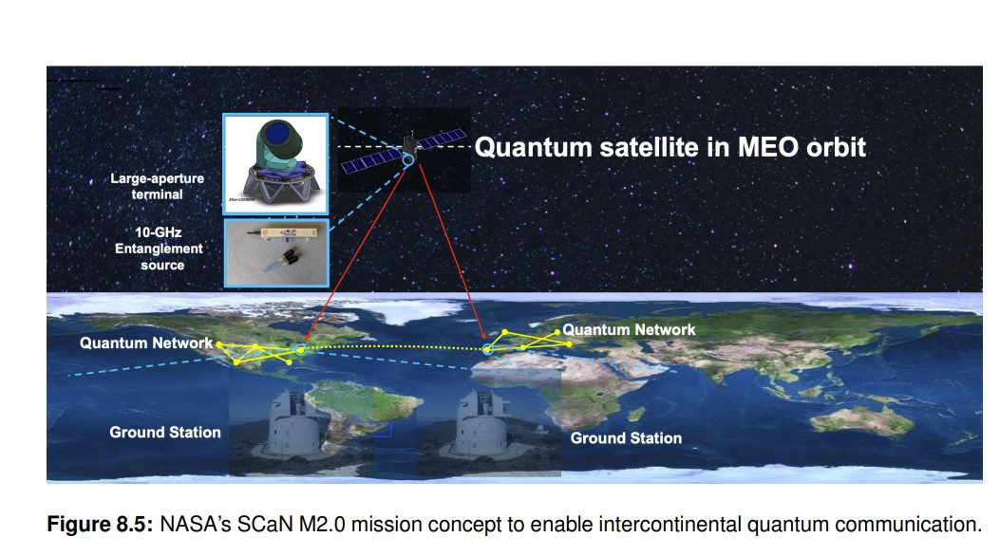 Quantum satellite in MEO orbit
Large-aperture
terminal
10-GHz
Entanglement
source
Quantum Network
Quantum Network
Ground Station
Ground Station
Figure 8.5: NASA's SCaN M2.0 mission concept to enable intercontinental quantum communication.